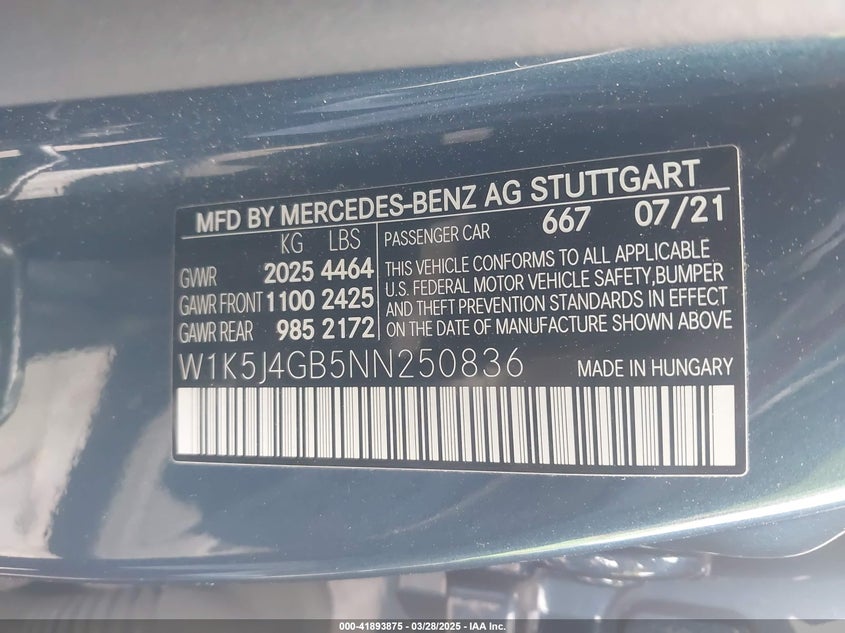 MFD BY MERCEDES-BENZ AG STUTTGART
KG LBS
GVWR 2025 4464
GAWR FRONT 1100 2425
GAWR REAR 985 2172
PASSENGER CAR 667 07/21
THIS VEHICLE CONFORMS TO ALL APPLICABLE
U.S. FEDERAL MOTOR VEHICLE SAFETY,BUMPER
AND THEFT PREVENTION STANDARDS IN EFFECT
ON THE DATE OF MANUFACTURE SHOWN ABOVE
W1K5J4GB5NN250836
MADE IN HUNGARY
000-41893875 — 03/28/2025 — IAA Inc.